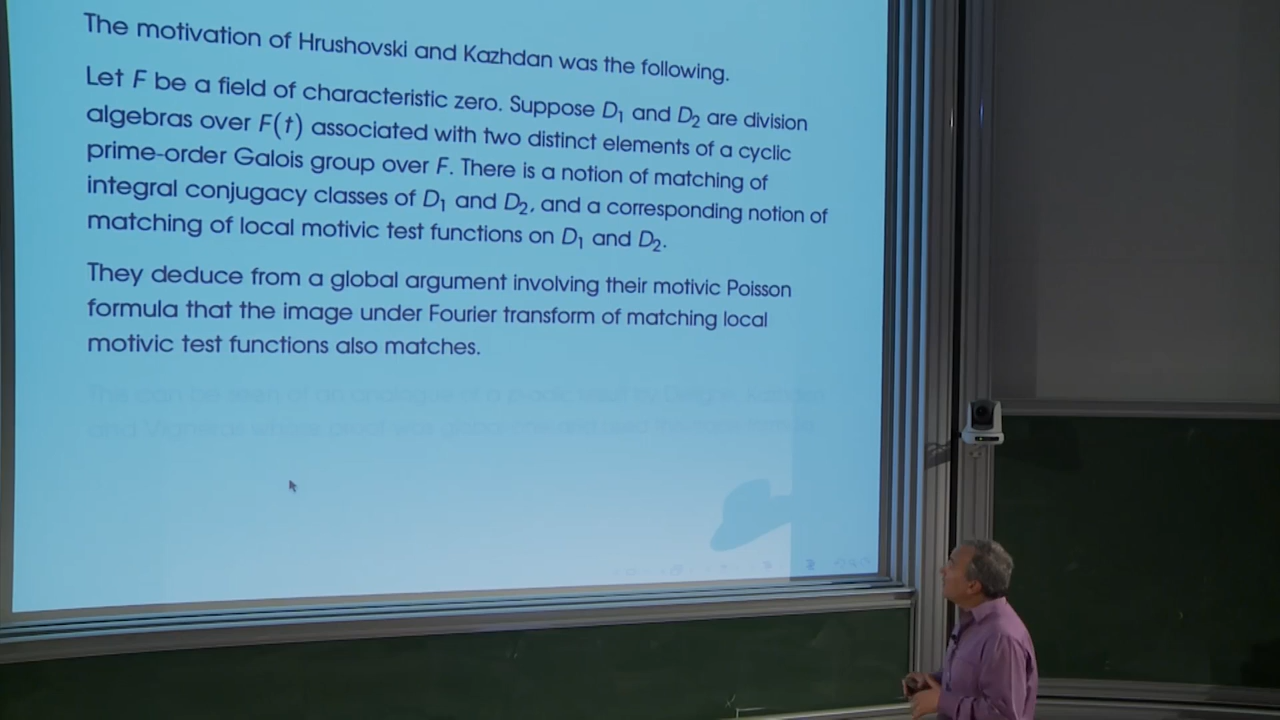 The motivation of Hrushovski and Kazhdan was the following.
Let F be a field of characteristic zero. Suppose D₁ and D₂ are division
algebras over F(t) associated with two distinct elements of a cyclic
prime-order Galois group over F. There is a notion of matching of
integral conjugacy classes of D₁ and D₂, and a corresponding notion of
matching of local motivic test functions on D₁ and D₂.
They deduce from a global argument involving their motivic Poisson
formula that the image under Fourier transform of matching local
motivic test functions also matches.
This can be seen